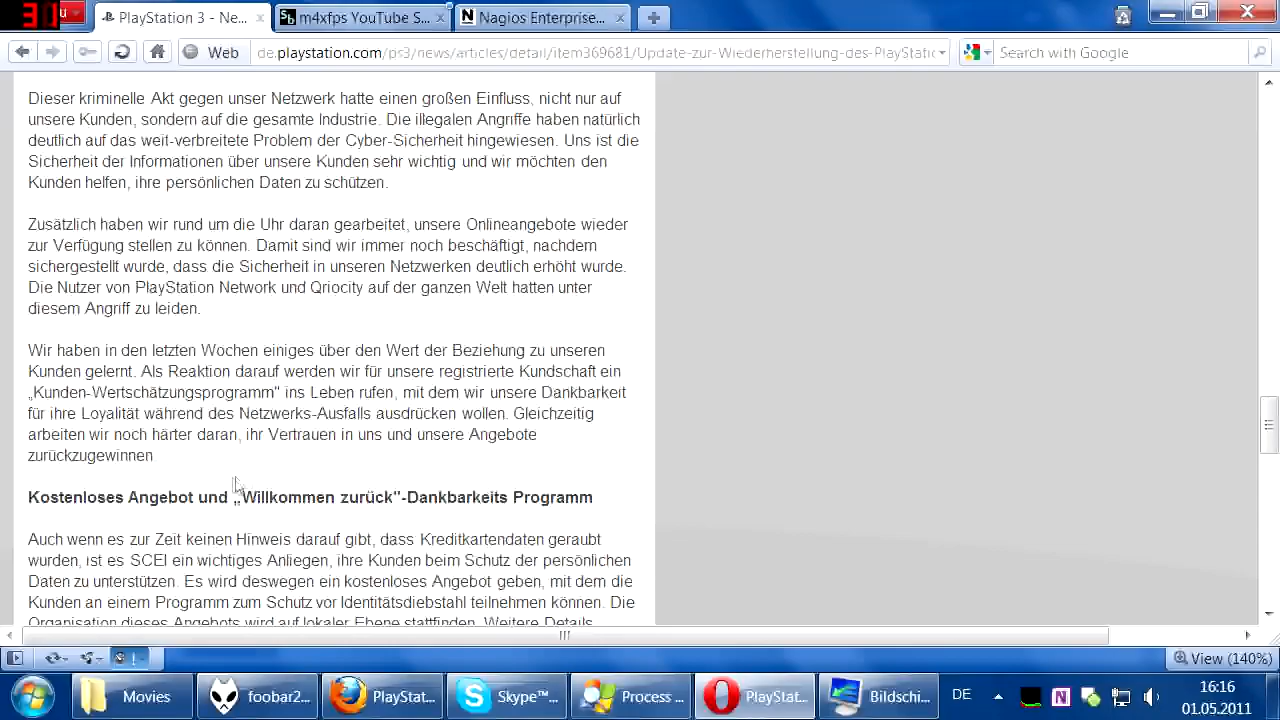 30
PlayStation 3 - Ne...
m4xfps YouTube S...
Nagios Enterprise...
Web
de.playstation.com/ps3/news/articles/detail/item369681/Update-zur-Wiederherstellung-des-PlayStatic
Search with Google
Dieser kriminelle Akt gegen unser Netzwerk hatte einen großen Einfluss, nicht nur auf
unsere Kunden, sondern auf die gesamte Industrie. Die illegalen Angriffe haben natürlich
deutlich auf das weit-verbreitete Problem der Cyber-Sicherheit hingewiesen. Uns ist die
Sicherheit der Informationen über unsere Kunden sehr wichtig und wir möchten den
Kunden helfen, ihre persönlichen Daten zu schützen.
Zusätzlich haben wir rund um die Uhr daran gearbeitet, unsere Onlineangebote wieder
zur Verfügung stellen zu können. Damit sind wir immer noch beschäftigt, nachdem
sichergestellt wurde, dass die Sicherheit in unseren Netzwerken deutlich erhöht wurde.
Die Nutzer von PlayStation Network und Qriocity auf der ganzen Welt hatten unter
diesem Angriff zu leiden.
Wir haben in den letzten Wochen einiges über den Wert der Beziehung zu unseren
Kunden gelernt. Als Reaktion darauf werden wir für unsere registrierte Kundschaft ein
„Kunden-Wertschätzungsprogramm" ins Leben rufen, mit dem wir unsere Dankbarkeit
für ihre Loyalität während des Netzwerks-Ausfalls ausdrücken wollen. Gleichzeitig
arbeiten wir noch härter daran, ihr Vertrauen in uns und unsere Angebote
zurückzugewinnen
Kostenloses Angebot und „Willkommen zurück"-Dankbarkeits Programm
Auch wenn es zur Zeit keinen Hinweis darauf gibt, dass Kreditkartendaten geraubt
wurden, ist es SCEI ein wichtiges Anliegen, ihre Kunden beim Schutz der persönlichen
Daten zu unterstützen. Es wird deswegen ein kostenloses Angebot geben, mit dem die
Kunden an einem Programm zum Schutz vor Identitätsdiebstahl teilnehmen können. Die
Organisation dieses Angebots wird auf lokaler Ebene stattfinden. Weitere Details
View (140%)
Movies
foobar2...
PlayStat...
Skype™...
Process ...
PlayStat...
Bildschi...
DE
16:16
01.05.2011